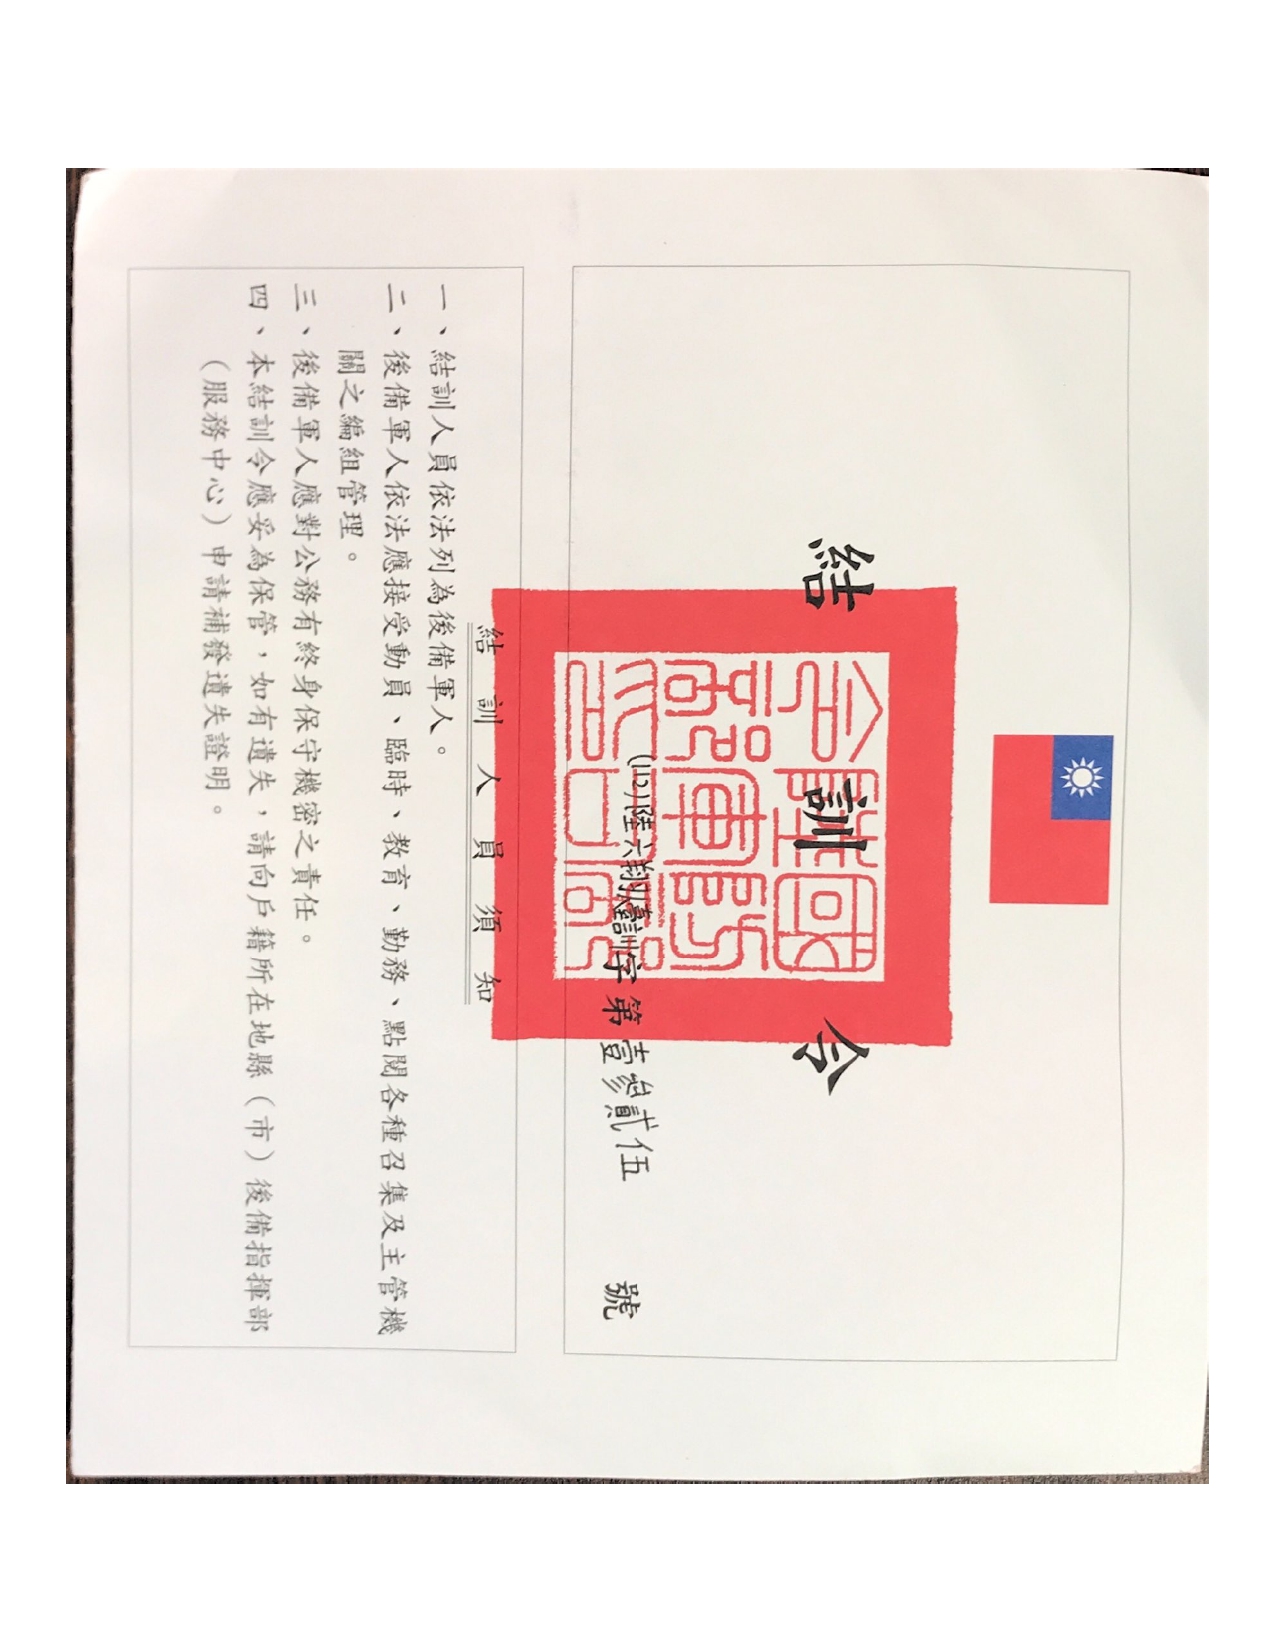 結訓令
(112)陸六翔臺訓字第壹參貳伍 號
結訓人員須知
一、結訓人員依法列為後備軍人。
二、後備軍人依法應接受動員、臨時、教育、勤務、點閱各種召集及主管機
關之編組管理。
三、後備軍人應對公務有終身保守機密之責任。
四、本結訓令應妥為保管，如有遺失，請向戶籍所在地縣（市）後備指揮部
（服務中心）申請補發遺失證明。